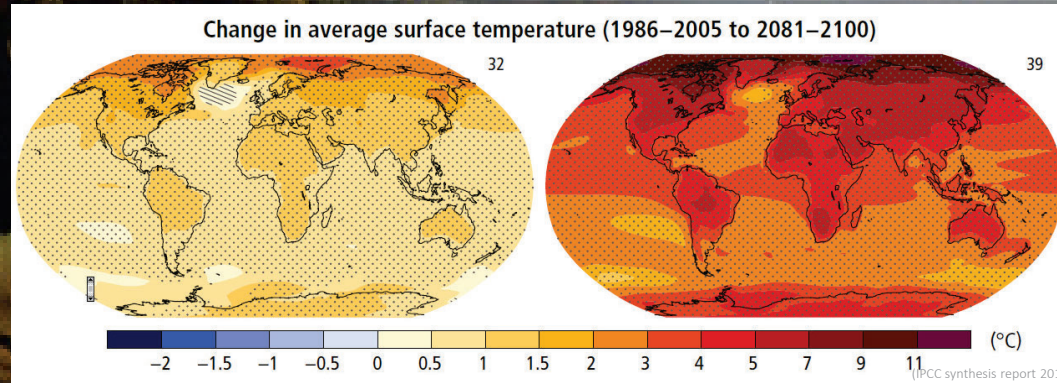 Change in average surface temperature (1986–2005 to 2081–2100)
32
39
(°C)
−2 −1.5 −1 −0.5 0 0.5 1 1.5 2 3 4 5 7 9 11
(IPCC synthesis report